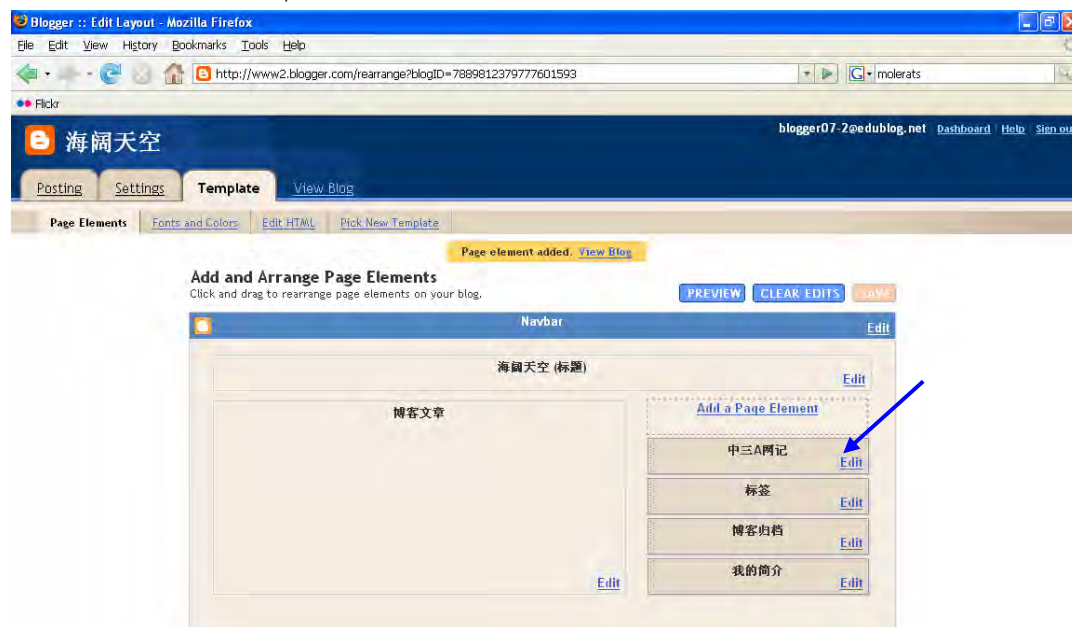 Blogger :: Edit Layout - Mozilla Firefox
File Edit View History Bookmarks Tools Help
http://www2.blogger.com/rearrange?blogID=7889812379777601593 G molerats
Flickr
海阔天空 blogger07-2@edublog.net Dashboard Help Sign ou
Posting Settings Template View Blog
Page Elements Fonts and Colors Edit HTML Pick New Template
Page element added. View Blog
Add and Arrange Page Elements
Click and drag to rearrange page elements on your blog. PREVIEW CLEAR EDITS SAVE
Navbar Edit
海阔天空 (标题)
Edit
博客文章 Add a Page Element
中三A网记
Edit
标签
Edit
博客归档
Edit
我的简介
Edit Edit